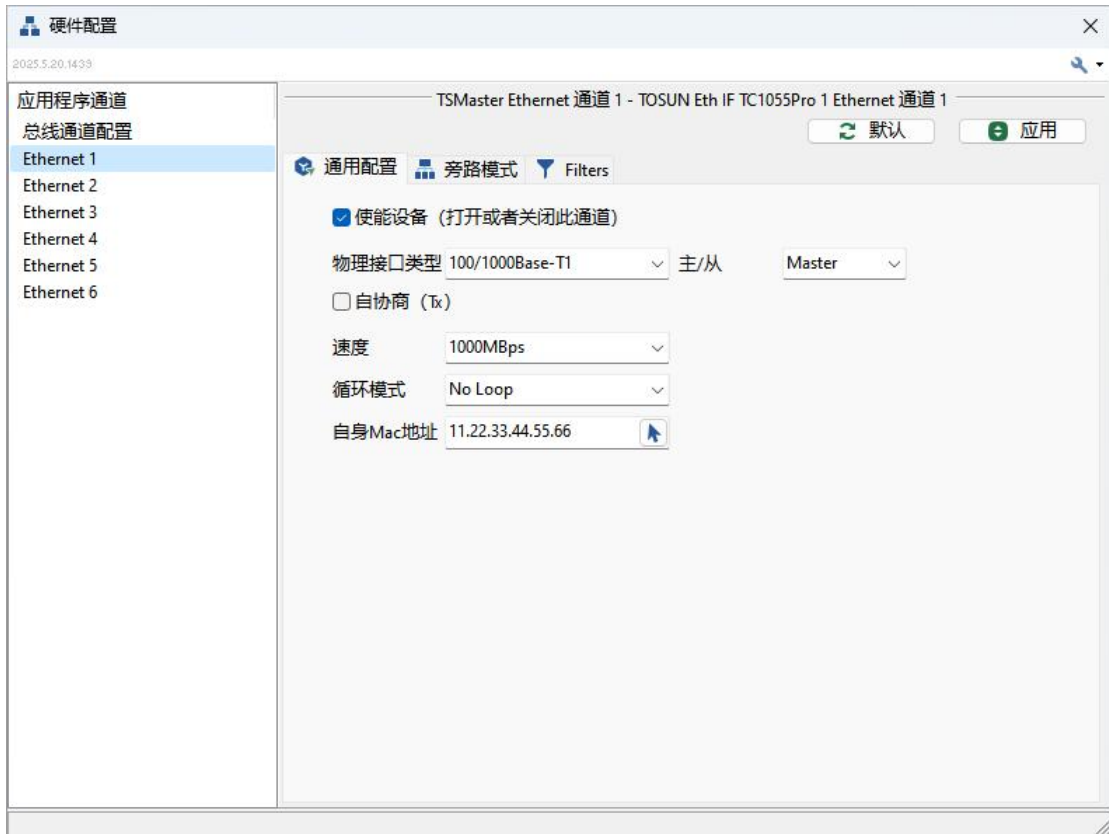 硬件配置
2025.5.20.1439
应用程序通道
总线通道配置
Ethernet 1
Ethernet 2
Ethernet 3
Ethernet 4
Ethernet 5
Ethernet 6
TSMaster Ethernet 通道 1 - TOSUN Eth IF TC1055Pro 1 Ethernet 通道 1
默认 应用
通用配置 旁路模式 Filters
使能设备（打开或者关闭此通道）
物理接口类型 100/1000Base-T1 主/从 Master
自协商（Tx）
速度 1000MBps
循环模式 No Loop
自身Mac地址 11.22.33.44.55.66